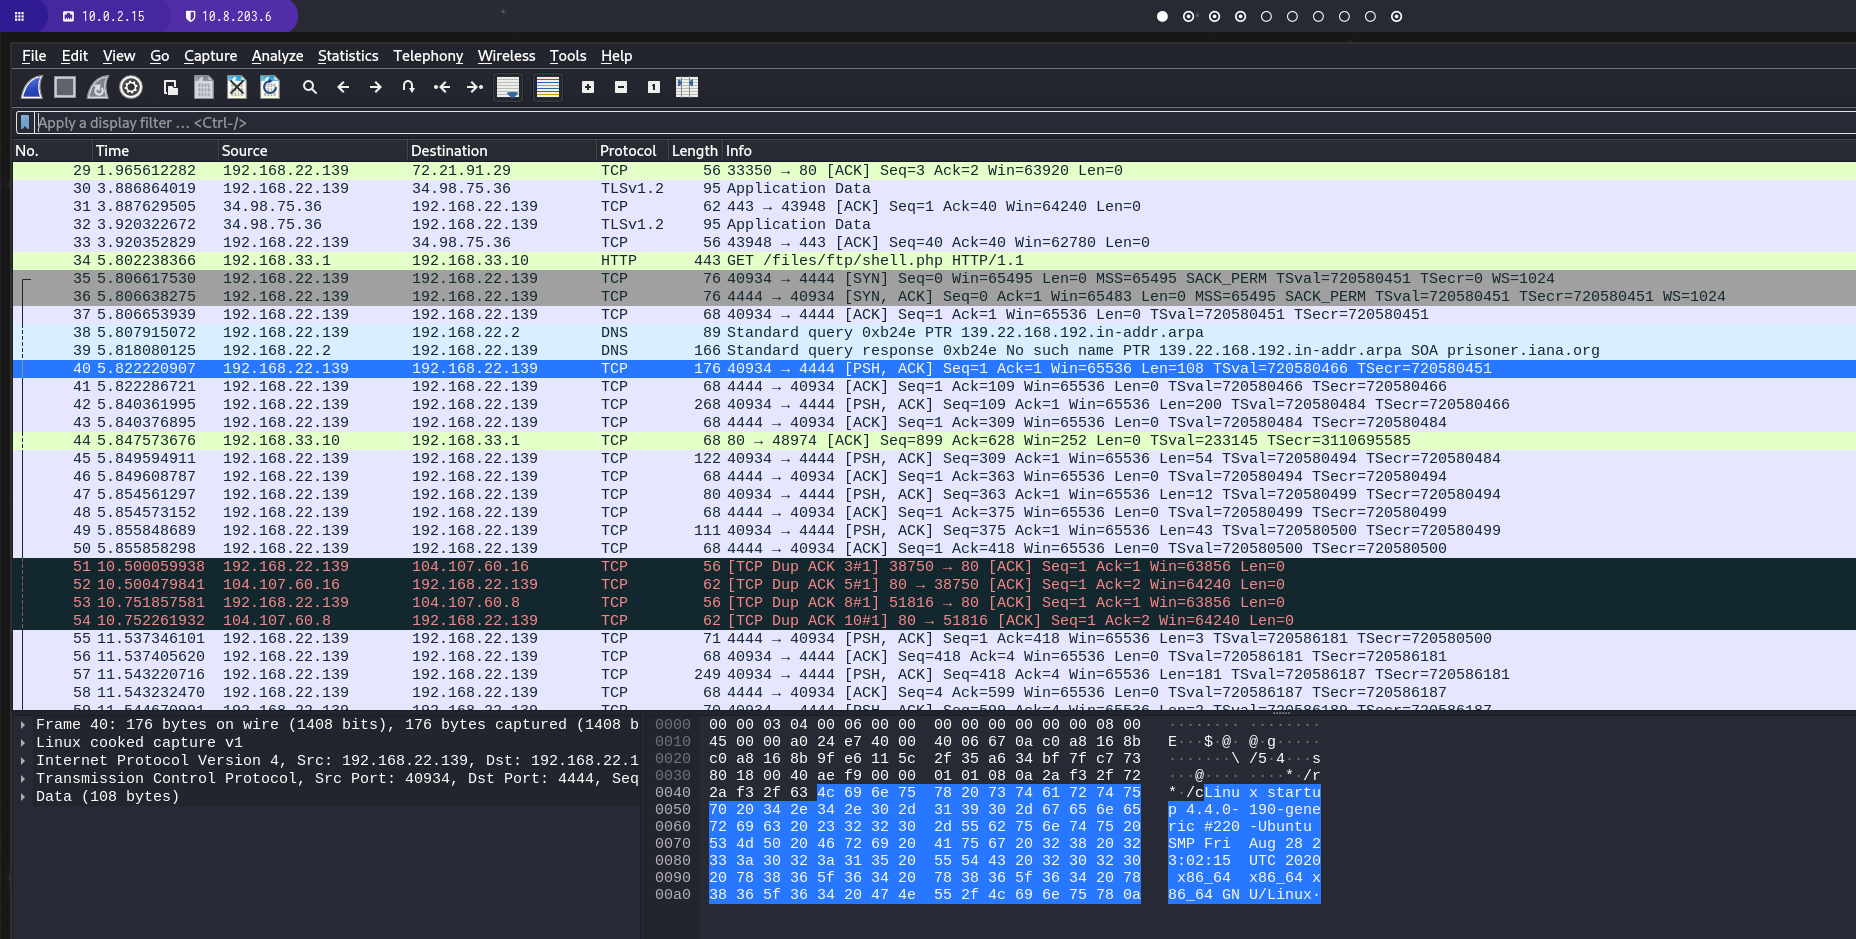 10.0.2.15 10.8.203.6
File Edit View Go Capture Analyze Statistics Telephony Wireless Tools Help
Apply a display filter … <Ctrl-/>
No. Time Source Destination Protocol Length Info
29 1.965612282 192.168.22.139 72.21.91.29 TCP 56 33350 → 80 [ACK] Seq=3 Ack=2 Win=63920 Len=0
30 3.886864019 192.168.22.139 34.98.75.36 TLSv1.2 95 Application Data
31 3.887629505 34.98.75.36 192.168.22.139 TCP 62 443 → 43948 [ACK] Seq=1 Ack=40 Win=64240 Len=0
32 3.920322672 34.98.75.36 192.168.22.139 TLSv1.2 95 Application Data
33 3.920352829 192.168.22.139 34.98.75.36 TCP 56 43948 → 443 [ACK] Seq=40 Ack=40 Win=62780 Len=0
34 5.802238366 192.168.33.1 192.168.33.10 HTTP 443 GET /files/ftp/shell.php HTTP/1.1
35 5.806617530 192.168.22.139 192.168.22.139 TCP 76 40934 → 4444 [SYN] Seq=0 Win=65495 Len=0 MSS=65495 SACK_PERM TSval=720580451 TSecr=0 WS=1024
36 5.806638275 192.168.22.139 192.168.22.139 TCP 76 4444 → 40934 [SYN, ACK] Seq=0 Ack=1 Win=65483 Len=0 MSS=65495 SACK_PERM TSval=720580451 TSecr=720580451 WS=1024
37 5.806653939 192.168.22.139 192.168.22.139 TCP 68 40934 → 4444 [ACK] Seq=1 Ack=1 Win=65536 Len=0 TSval=720580451 TSecr=720580451
38 5.807915072 192.168.22.139 192.168.22.2 DNS 89 Standard query 0xb24e PTR 139.22.168.192.in-addr.arpa
39 5.818080125 192.168.22.2 192.168.22.139 DNS 166 Standard query response 0xb24e No such name PTR 139.22.168.192.in-addr.arpa SOA prisoner.iana.org
40 5.822220907 192.168.22.139 192.168.22.139 TCP 176 40934 → 4444 [PSH, ACK] Seq=1 Ack=1 Win=65536 Len=108 TSval=720580466 TSecr=720580451
41 5.822286721 192.168.22.139 192.168.22.139 TCP 68 4444 → 40934 [ACK] Seq=1 Ack=109 Win=65536 Len=0 TSval=720580466 TSecr=720580466
42 5.840361995 192.168.22.139 192.168.22.139 TCP 268 40934 → 4444 [PSH, ACK] Seq=109 Ack=1 Win=65536 Len=200 TSval=720580484 TSecr=720580466
43 5.840376895 192.168.22.139 192.168.22.139 TCP 68 4444 → 40934 [ACK] Seq=1 Ack=309 Win=65536 Len=0 TSval=720580484 TSecr=720580484
44 5.847573676 192.168.33.10 192.168.33.1 TCP 68 80 → 48974 [ACK] Seq=899 Ack=628 Win=252 Len=0 TSval=233145 TSecr=3110695585
45 5.849594911 192.168.22.139 192.168.22.139 TCP 122 40934 → 4444 [PSH, ACK] Seq=309 Ack=1 Win=65536 Len=54 TSval=720580494 TSecr=720580484
46 5.849608787 192.168.22.139 192.168.22.139 TCP 68 4444 → 40934 [ACK] Seq=1 Ack=363 Win=65536 Len=0 TSval=720580494 TSecr=720580494
47 5.854561297 192.168.22.139 192.168.22.139 TCP 80 40934 → 4444 [PSH, ACK] Seq=363 Ack=1 Win=65536 Len=12 TSval=720580499 TSecr=720580494
48 5.854573152 192.168.22.139 192.168.22.139 TCP 68 4444 → 40934 [ACK] Seq=1 Ack=375 Win=65536 Len=0 TSval=720580499 TSecr=720580499
49 5.855848689 192.168.22.139 192.168.22.139 TCP 111 40934 → 4444 [PSH, ACK] Seq=375 Ack=1 Win=65536 Len=43 TSval=720580500 TSecr=720580499
50 5.855858298 192.168.22.139 192.168.22.139 TCP 68 4444 → 40934 [ACK] Seq=1 Ack=418 Win=65536 Len=0 TSval=720580500 TSecr=720580500
51 10.500059938 192.168.22.139 104.107.60.16 TCP 56 [TCP Dup ACK 3#1] 38750 → 80 [ACK] Seq=1 Ack=1 Win=63856 Len=0
52 10.500479841 104.107.60.16 192.168.22.139 TCP 62 [TCP Dup ACK 5#1] 80 → 38750 [ACK] Seq=1 Ack=2 Win=64240 Len=0
53 10.751857581 192.168.22.139 104.107.60.8 TCP 56 [TCP Dup ACK 8#1] 51816 → 80 [ACK] Seq=1 Ack=1 Win=63856 Len=0
54 10.752261932 104.107.60.8 192.168.22.139 TCP 62 [TCP Dup ACK 10#1] 80 → 51816 [ACK] Seq=1 Ack=2 Win=64240 Len=0
55 11.537346101 192.168.22.139 192.168.22.139 TCP 71 4444 → 40934 [PSH, ACK] Seq=1 Ack=418 Win=65536 Len=3 TSval=720586181 TSecr=720580500
56 11.537405620 192.168.22.139 192.168.22.139 TCP 68 40934 → 4444 [ACK] Seq=418 Ack=4 Win=65536 Len=0 TSval=720586181 TSecr=720586181
57 11.543220716 192.168.22.139 192.168.22.139 TCP 249 40934 → 4444 [PSH, ACK] Seq=418 Ack=4 Win=65536 Len=181 TSval=720586187 TSecr=720586181
58 11.543232470 192.168.22.139 192.168.22.139 TCP 68 4444 → 40934 [ACK] Seq=4 Ack=599 Win=65536 Len=0 TSval=720586187 TSecr=720586187
59 11.544670991 192.168.22.139 192.168.22.139 TCP 70 40934 → 4444 [PSH, ACK] Seq=599 Ack=4 Win=65536 Len=2 TSval=720586189 TSecr=720586187
Frame 40: 176 bytes on wire (1408 bits), 176 bytes captured (1408 b
Linux cooked capture v1
Internet Protocol Version 4, Src: 192.168.22.139, Dst: 192.168.22.1
Transmission Control Protocol, Src Port: 40934, Dst Port: 4444, Seq
Data (108 bytes)
0000 00 00 03 04 00 06 00 00 00 00 00 00 00 00 08 00 ········ ········
0010 45 00 00 a0 24 e7 40 00 40 06 67 0a c0 a8 16 8b E···$·@· @·g·····
0020 c0 a8 16 8b 9f e6 11 5c 2f 35 a6 34 bf 7f c7 73 ·······\ /5·4···s
0030 80 18 00 40 ae f9 00 00 01 01 08 0a 2a f3 2f 72 ···@···· ····*·/r
0040 2a f3 2f 63 4c 69 6e 75 78 20 73 74 61 72 74 75 *·/cLinu x startu
0050 70 20 34 2e 34 2e 30 2d 31 39 30 2d 67 65 6e 65 p 4.4.0- 190-gene
0060 72 69 63 20 23 32 32 30 2d 55 62 75 6e 74 75 20 ric #220 -Ubuntu
0070 53 4d 50 20 46 72 69 20 41 75 67 20 32 38 20 32 SMP Fri Aug 28 2
0080 33 3a 30 32 3a 31 35 20 55 54 43 20 32 30 32 30 3:02:15 UTC 2020
0090 20 78 38 36 5f 36 34 20 78 38 36 5f 36 34 20 78 x86_64 x86_64 x
00a0 38 36 5f 36 34 20 47 4e 55 2f 4c 69 6e 75 78 0a 86_64 GN U/Linux·